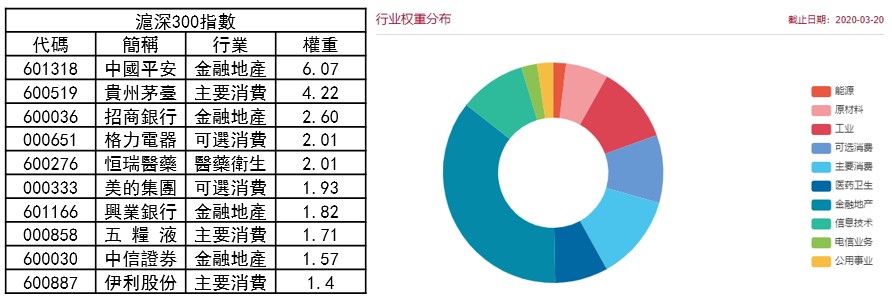 滬深300指數
代碼 簡稱 行業 權重
601318 中國平安 金融地產 6.07
600519 貴州茅臺 主要消費 4.22
600036 招商銀行 金融地產 2.60
000651 格力電器 可選消費 2.01
600276 恒瑞醫藥 醫藥衛生 2.01
000333 美的集團 可選消費 1.93
601166 興業銀行 金融地產 1.82
000858 五 糧 液 主要消費 1.71
600030 中信證券 金融地產 1.57
600887 伊利股份 主要消費 1.4
行业权重分布
截止日期：2020-03-20
能源
原材料
工业
可选消费
主要消费
医药卫生
金融地产
信息技术
电信业务
公用事业